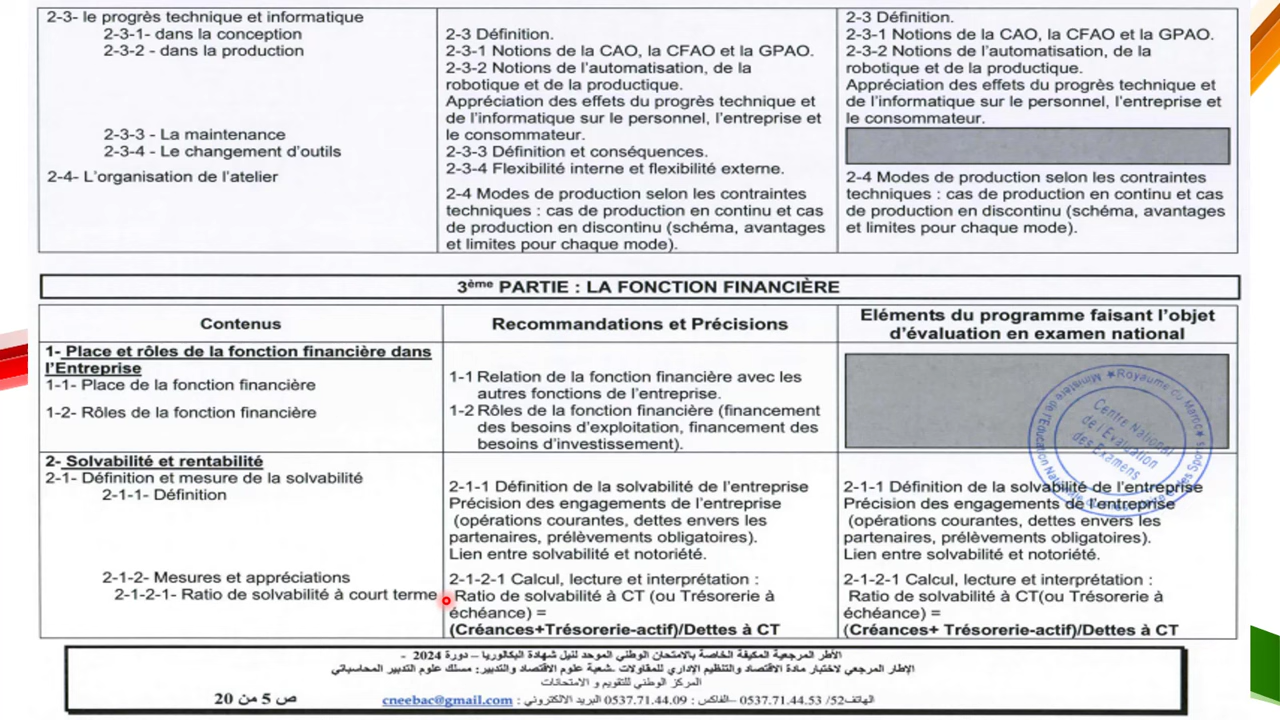 2-3- le progrès technique et informatique
2-3-1- dans la conception
2-3-2 - dans la production
2-3-3 - La maintenance
2-3-4 - Le changement d’outils
2-4- L’organisation de l’atelier
2-3 Définition.
2-3-1 Notions de la CAO, la CFAO et la GPAO.
2-3-2 Notions de l’automatisation, de la
robotique et de la productique.
Appréciation des effets du progrès technique et
de l’informatique sur le personnel, l’entreprise et
le consommateur.
2-3-3 Définition et conséquences.
2-3-4 Flexibilité interne et flexibilité externe.
2-4 Modes de production selon les contraintes
techniques : cas de production en continu et cas
de production en discontinu (schéma, avantages
et limites pour chaque mode).
2-3 Définition.
2-3-1 Notions de la CAO, la CFAO et la GPAO.
2-3-2 Notions de l’automatisation, de la
robotique et de la productique.
Appréciation des effets du progrès technique et
de l’informatique sur le personnel, l’entreprise et
le consommateur.
2-4 Modes de production selon les contraintes
techniques : cas de production en continu et cas
de production en discontinu (schéma, avantages
et limites pour chaque mode).
3ème PARTIE : LA FONCTION FINANCIÈRE
Contenus
Recommandations et Précisions
Eléments du programme faisant l’objet
d’évaluation en examen national
1- Place et rôles de la fonction financière dans
l’Entreprise
1-1- Place de la fonction financière
1-2- Rôles de la fonction financière
1-1 Relation de la fonction financière avec les
autres fonctions de l’entreprise.
1-2 Rôles de la fonction financière (financement
des besoins d’exploitation, financement des
besoins d’investissement).
Royaume du Maroc
Centre National
de l’Evaluation
des Examens
2- Solvabilité et rentabilité
2-1- Définition et mesure de la solvabilité
2-1-1- Définition
2-1-2- Mesures et appréciations
2-1-2-1- Ratio de solvabilité à court terme
2-1-1 Définition de la solvabilité de l’entreprise
Précision des engagements de l’entreprise
(opérations courantes, dettes envers les
partenaires, prélèvements obligatoires).
Lien entre solvabilité et notoriété.
2-1-2-1 Calcul, lecture et interprétation :
Ratio de solvabilité à CT (ou Trésorerie à
échéance) =
(Créances+Trésorerie-actif)/Dettes à CT
2-1-1 Définition de la solvabilité de l’entreprise
Précision des engagements de l’entreprise
(opérations courantes, dettes envers les
partenaires, prélèvements obligatoires).
Lien entre solvabilité et notoriété.
2-1-2-1 Calcul, lecture et interprétation :
Ratio de solvabilité à CT(ou Trésorerie à
échéance) =
(Créances+ Trésorerie-actif)/Dettes à CT
الأطر المرجعية المكيفة الخاصة بالامتحان الوطني الموحد لنيل شهادة البكالوريا – دورة 2024 -
الإطار المرجعي لاختبار مادة الاقتصاد والتنظيم الإداري للمقاولات ـشعبة علوم الاقتصاد والتدبير: مسلك علوم التدبير المحاسباتي
المركز الوطني للتقويم و الامتحانات
الهاتف52/ 0537.71.44.53 –الفاكس : 0537.71.44.09 البريد الالكتروني : cneebac@gmail.com
ص 5 من 20